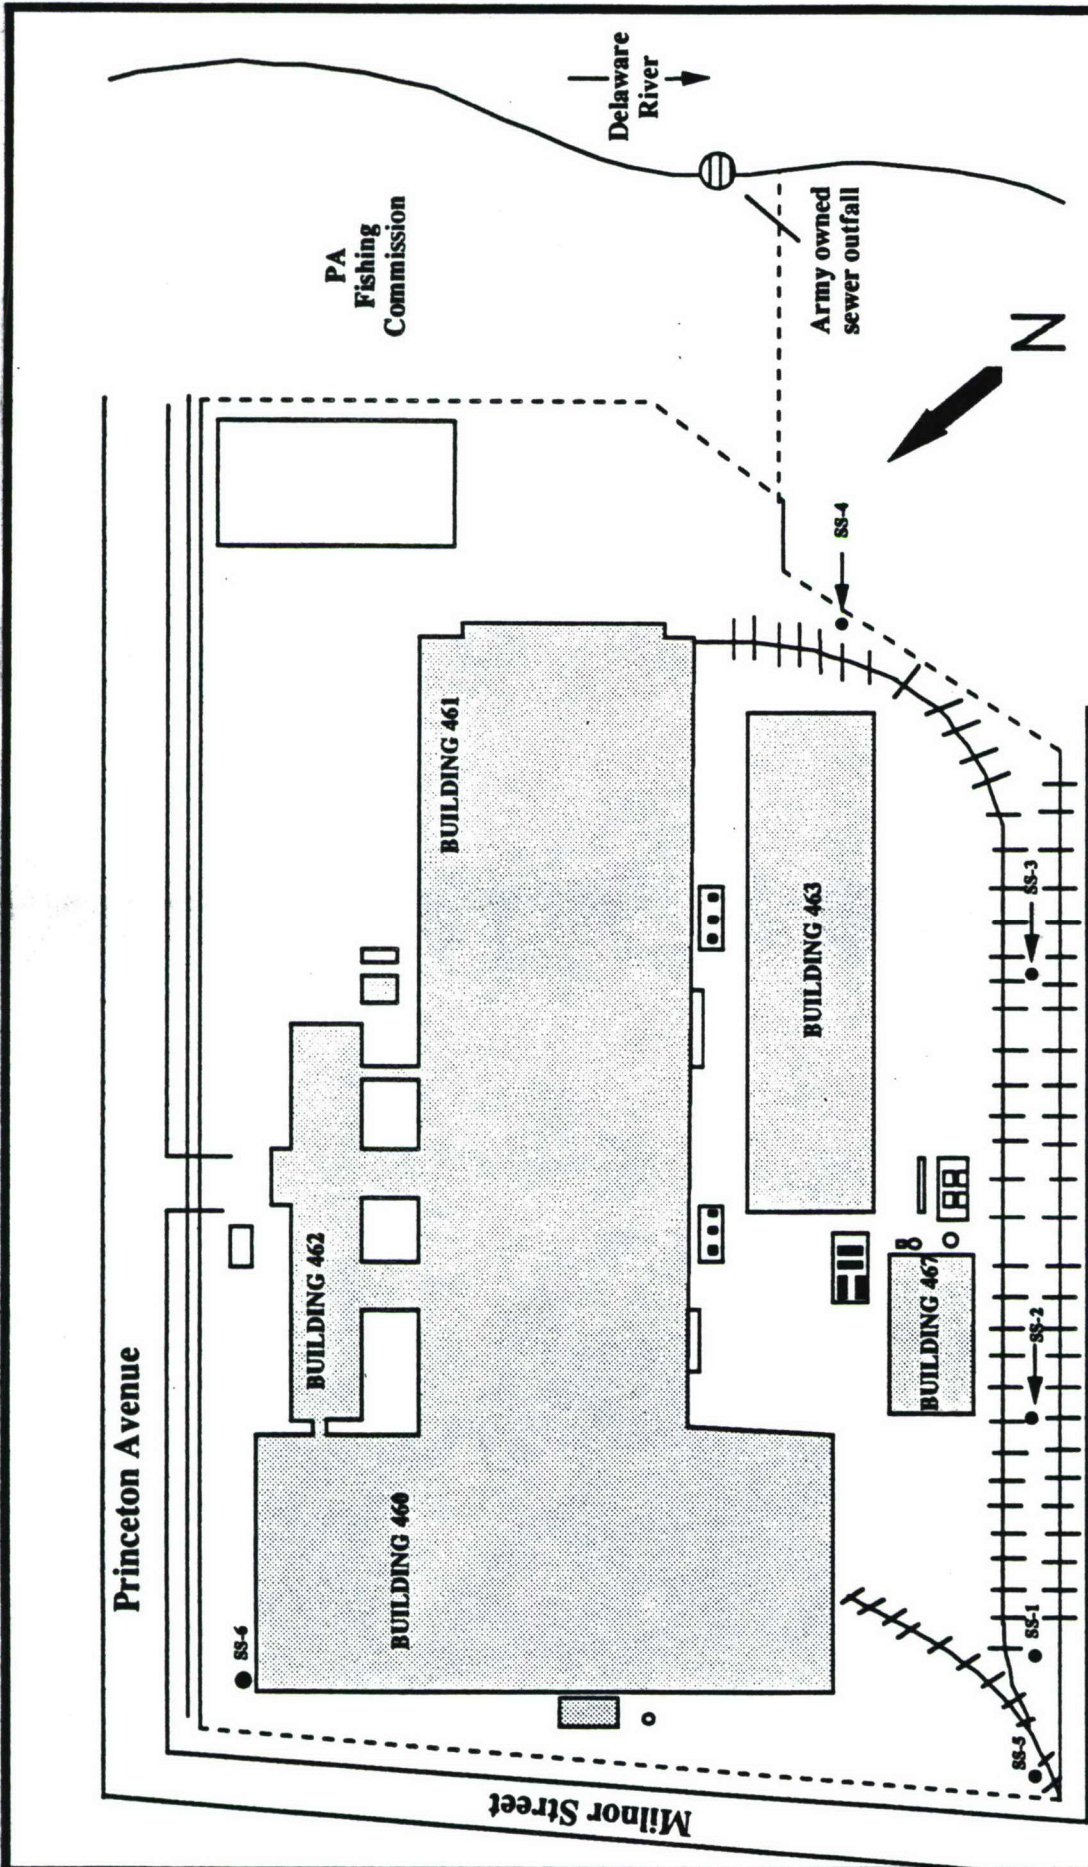 Princeton Avenue
Delaware
River
PA
Fishing
Commission
Army owned
sewer outfall
N
SS-4
BUILDING 461
BUILDING 463
SS-3
BUILDING 462
BUILDING 467
SS-2
BUILDING 460
SS-6
SS-1
SS-5
Milnor Street